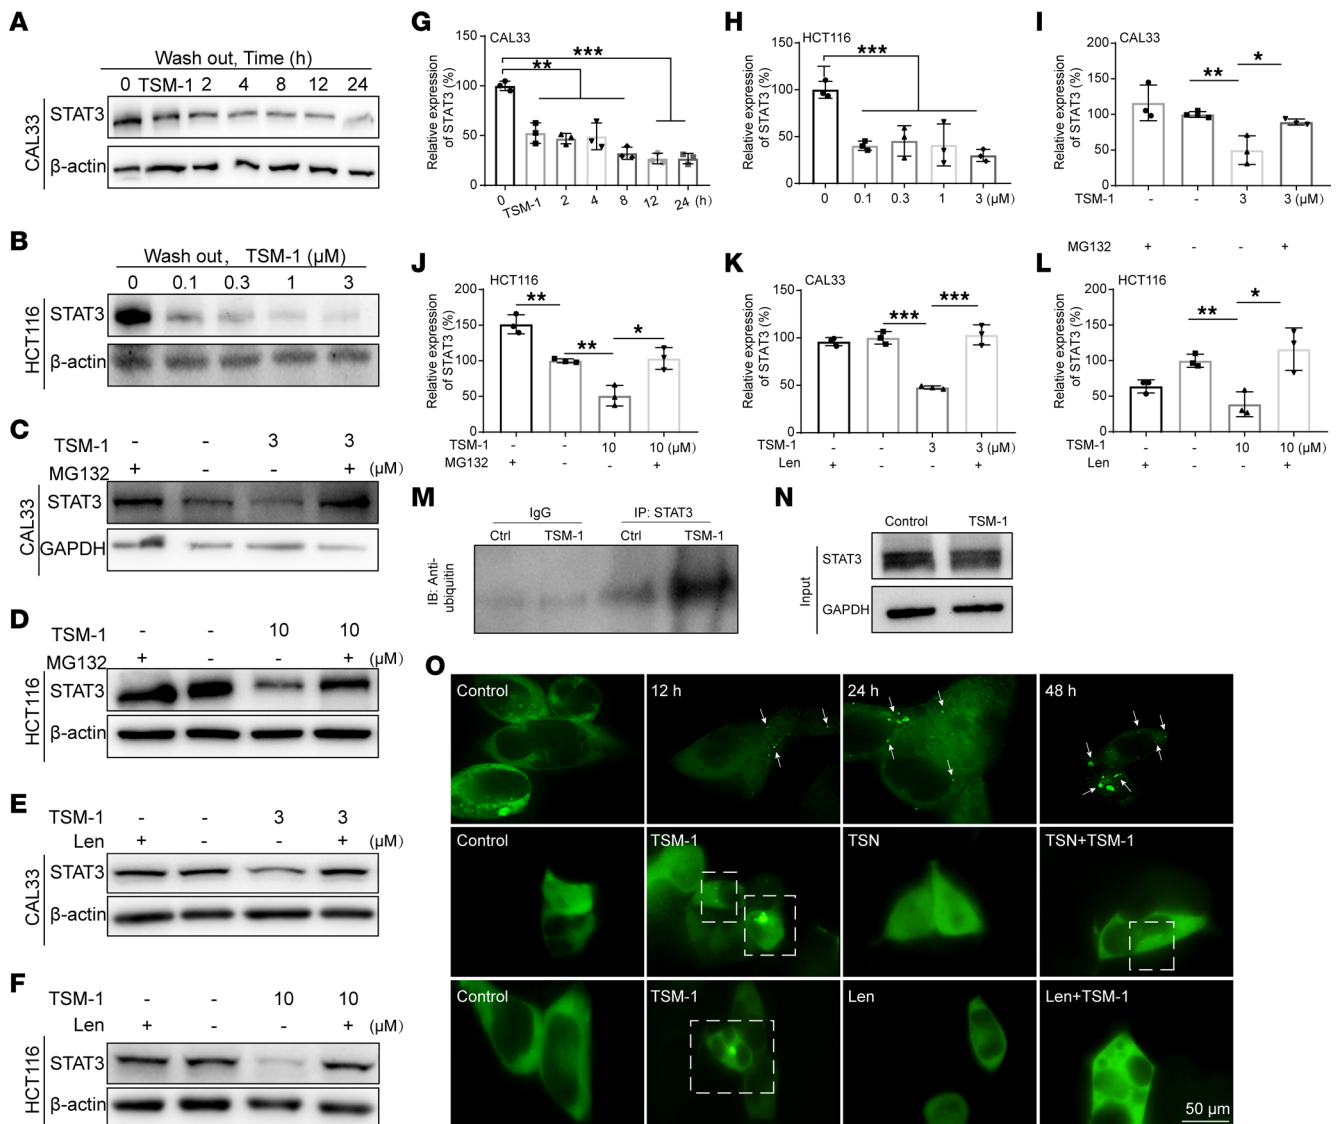 A
Wash out, Time (h)
0 TSM-1 2 4 8 12 24
CAL33
STAT3
β-actin
B
Wash out, TSM-1 (μM)
0 0.1 0.3 1 3
HCT116
STAT3
β-actin
C
TSM-1 - - 3 3
MG132 + - - + (μM)
CAL33
STAT3
GAPDH
D
TSM-1 - - 10 10
MG132 + - - + (μM)
HCT116
STAT3
β-actin
E
TSM-1 - - 3 3
Len + - - + (μM)
CAL33
STAT3
β-actin
F
TSM-1 - - 10 10
Len + - - + (μM)
HCT116
STAT3
β-actin
G
CAL33
Relative expression
of STAT3 (%)
150
100
50
0
***
**
0 TSM-1 2 4 8 12 24 (h)
H
HCT116
Relative expression
of STAT3 (%)
150
100
50
0
***
0 0.1 0.3 1 3 (μM)
I
CAL33
Relative expression
of STAT3 (%)
200
150
100
50
0
** *
TSM-1 - - 3 3 (μM)
MG132 + - - +
J
HCT116
Relative expression
of STAT3 (%)
200
150
100
50
0
** ** *
TSM-1 - - 10 10 (μM)
MG132 + - - +
K
CAL33
Relative expression
of STAT3 (%)
150
100
50
0
*** ***
TSM-1 - - 3 3 (μM)
Len + - - +
L
HCT116
Relative expression
of STAT3 (%)
200
150
100
50
0
** *
TSM-1 - - 10 10 (μM)
Len + - - +
M
IgG IP: STAT3
Ctrl TSM-1 Ctrl TSM-1
IB: Anti-
ubiquitin
N
Control TSM-1
Input
STAT3
GAPDH
O
Control 12 h 24 h 48 h
Control TSM-1 TSN TSN+TSM-1
Control TSM-1 Len Len+TSM-1
50 μm